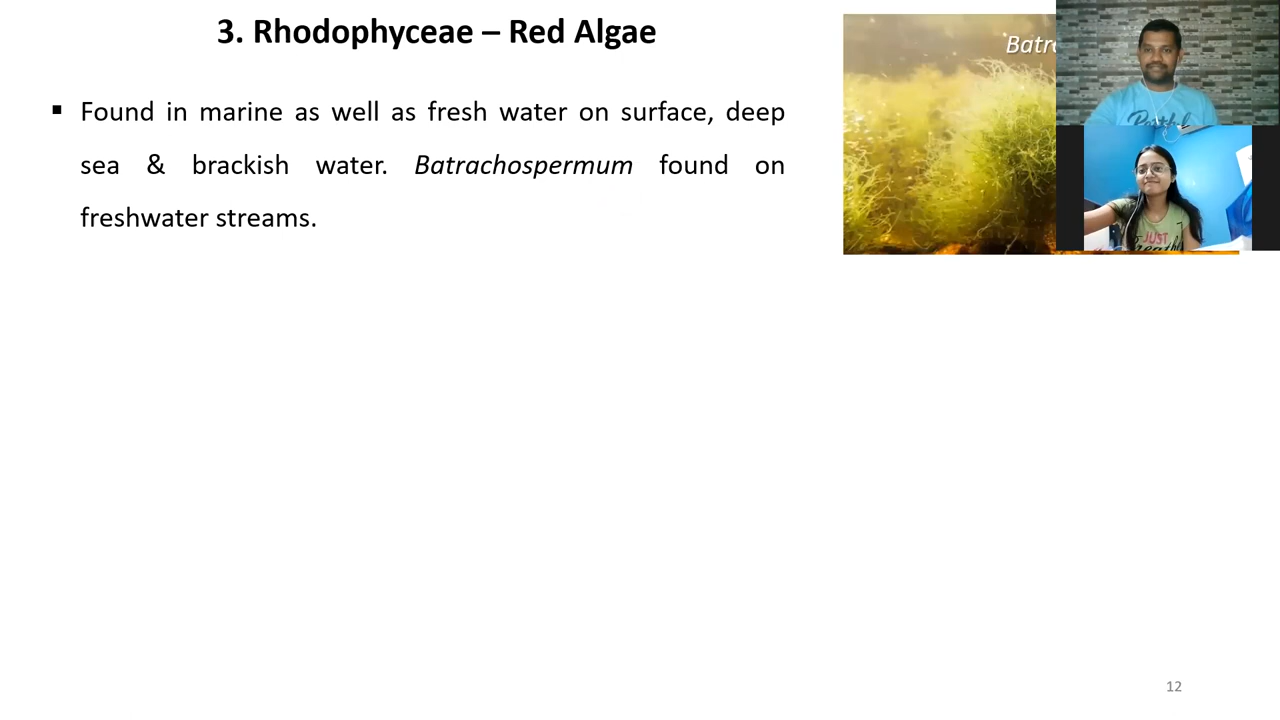 3. Rhodophyceae – Red Algae
▪ Found in marine as well as fresh water on surface, deep
sea & brackish water. Batrachospermum found on
freshwater streams.
Batr
JUST
12